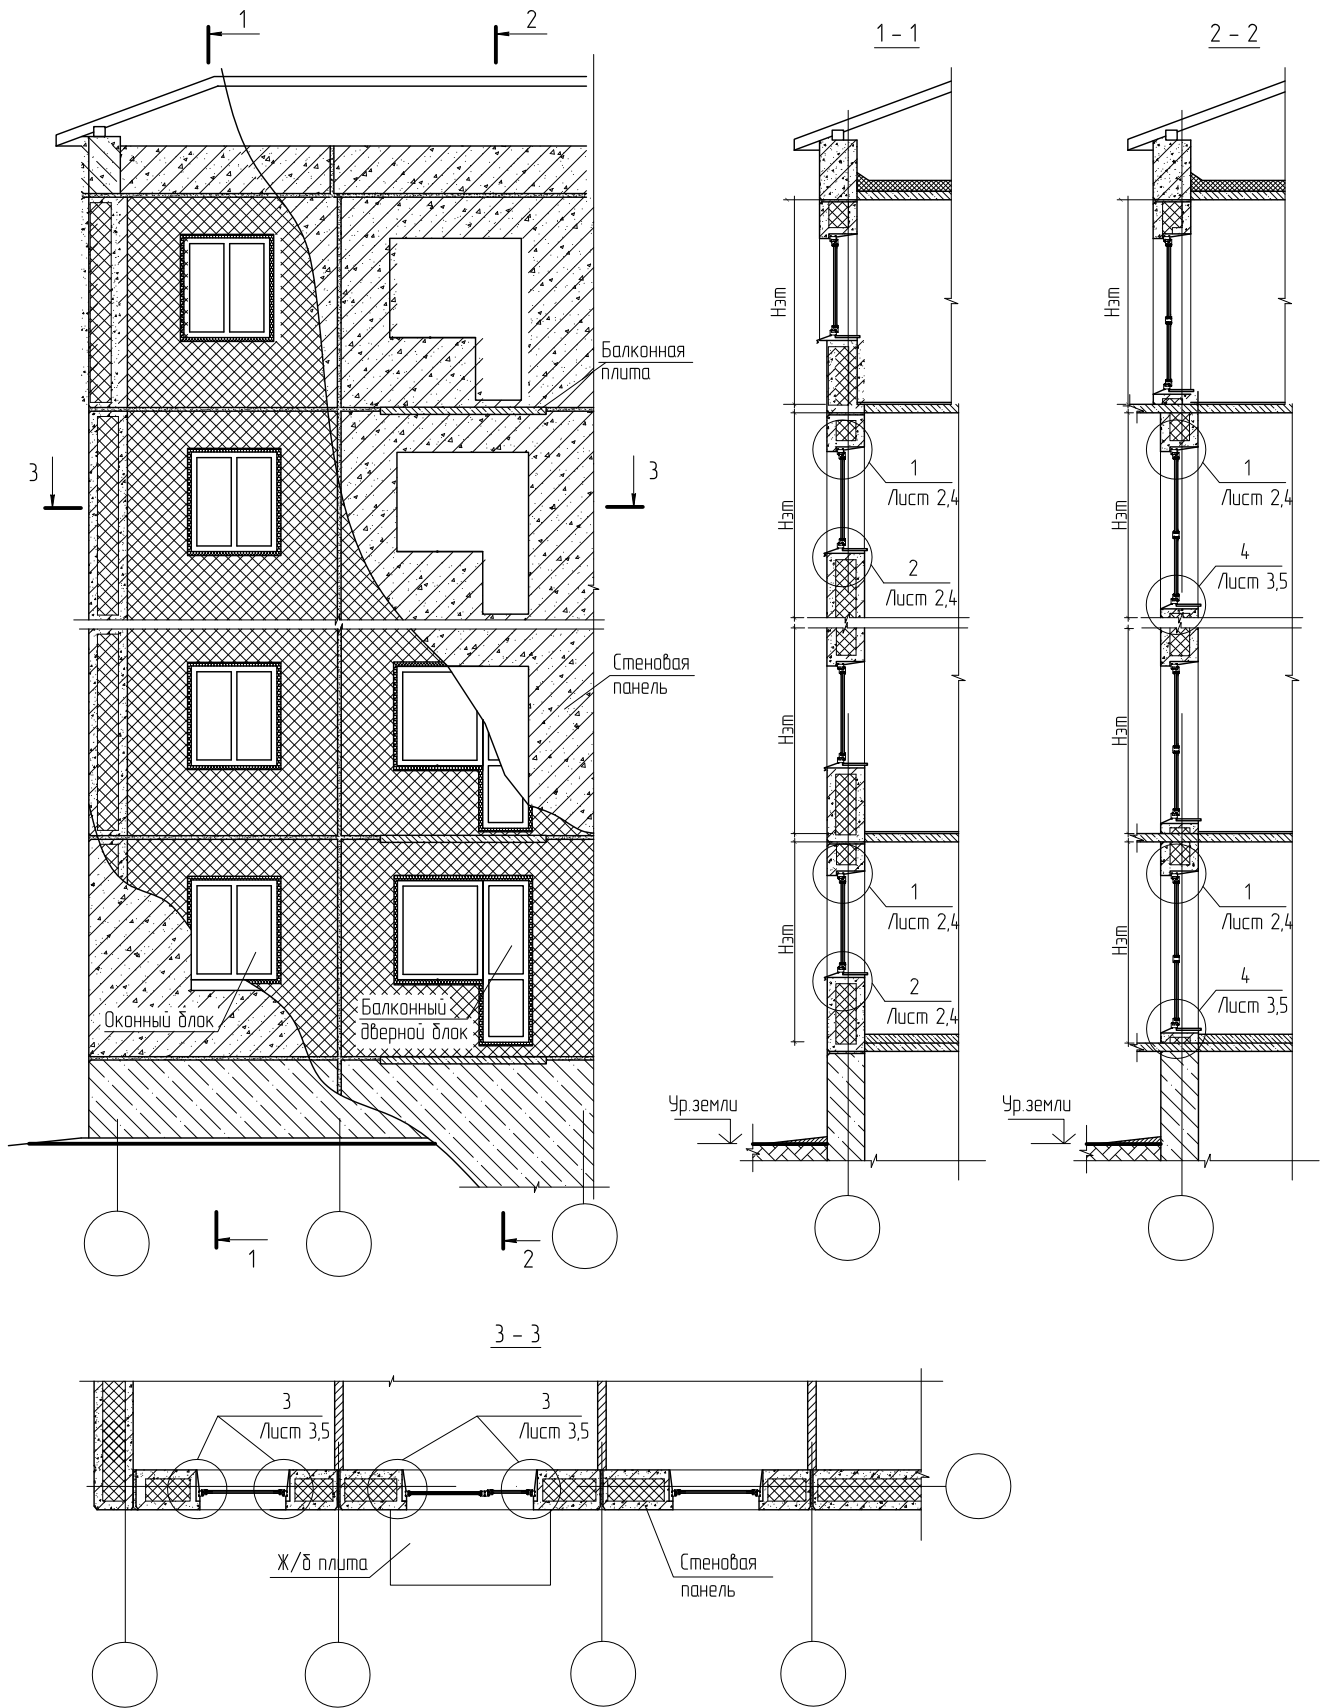 1
2
1 - 1
2 - 2
Нэт
Нэт
Балконная
плита
3
3
1
Лист 2,4
1
Лист 2,4
Нэт
Нэт
2
Лист 2,4
4
Лист 3,5
Стеновая
панель
Нэт
Нэт
1
Лист 2,4
1
Лист 2,4
Нэт
Нэт
2
Лист 2,4
4
Лист 3,5
Оконный блок
Балконный
дверной блок
Ур.земли
Ур.земли
1
2
3 - 3
3
Лист 3,5
3
Лист 3,5
Ж/б плита
Стеновая
панель